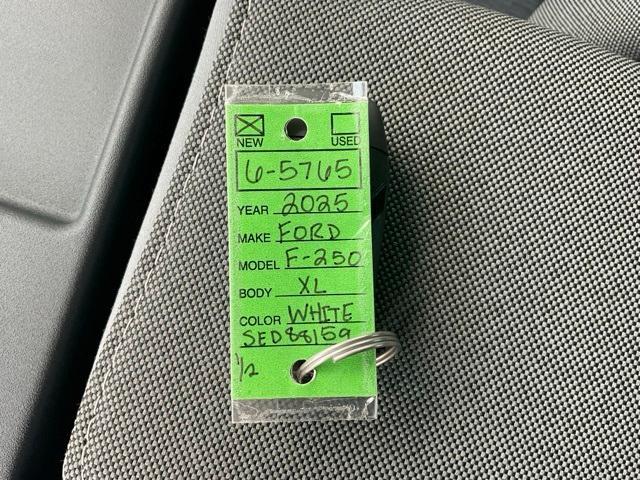 NEW USED
6-5765
YEAR 2025
MAKE FORD
MODEL F-250
BODY XL
COLOR WHITE
SED88159
1/2